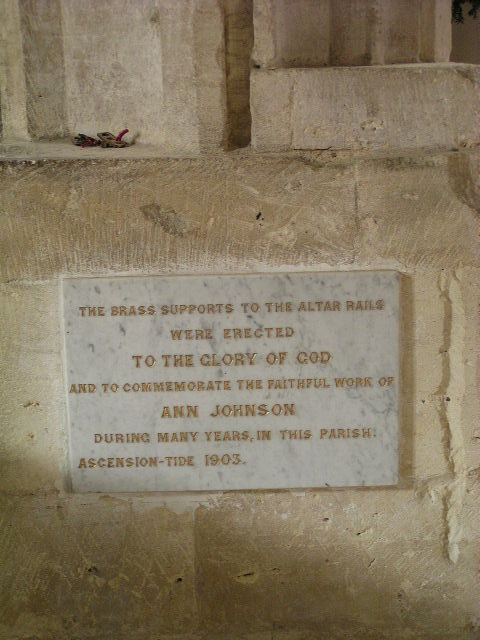 THE BRASS SUPPORTS TO THE ALTAR RAILS
WERE ERECTED
TO THE GLORY OF GOD
AND TO COMMEMORATE THE FAITHFUL WORK OF
ANN JOHNSON
DURING MANY YEARS, IN THIS PARISH.
ASCENSION-TIDE 1903.